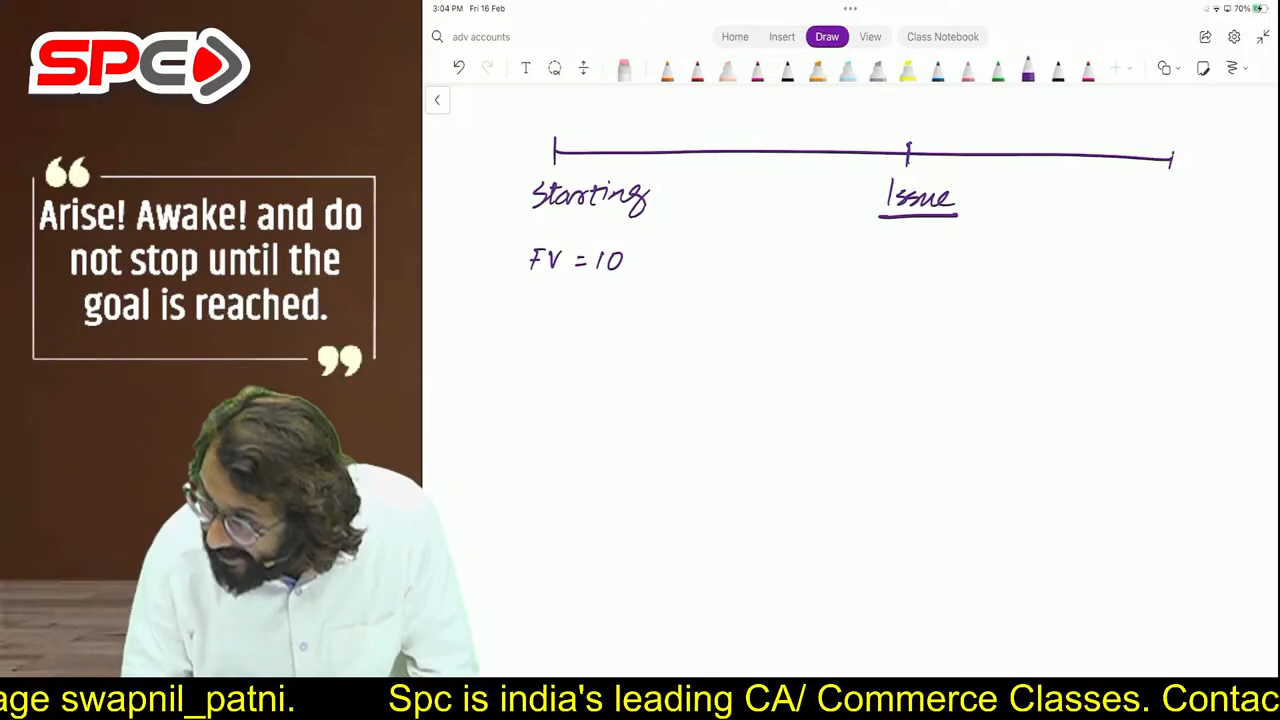 3:04 PM Fri 16 Feb
70%
adv accounts
Home Insert Draw View Class Notebook
SPC
Arise! Awake! and do
not stop until the
goal is reached.
Starting
Issue
FV = 10
age swapnil_patni. Spc is india's leading CA/ Commerce Classes. Contac